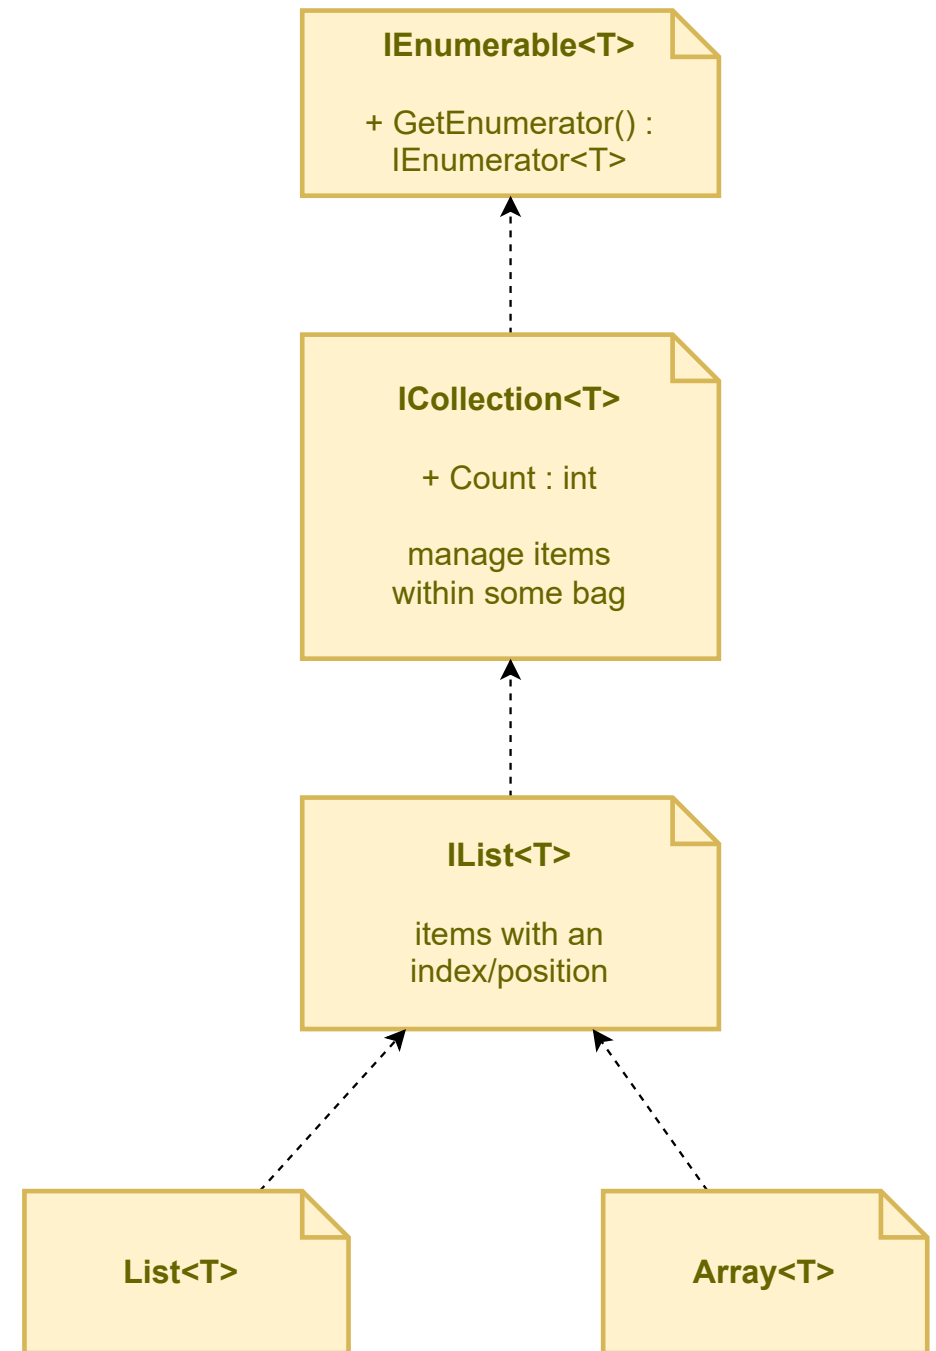 IEnumerable<T>
+ GetEnumerator() :
IEnumerator<T>
ICollection<T>
+ Count : int
manage items
within some bag
IList<T>
items with an
index/position
List<T>
Array<T>